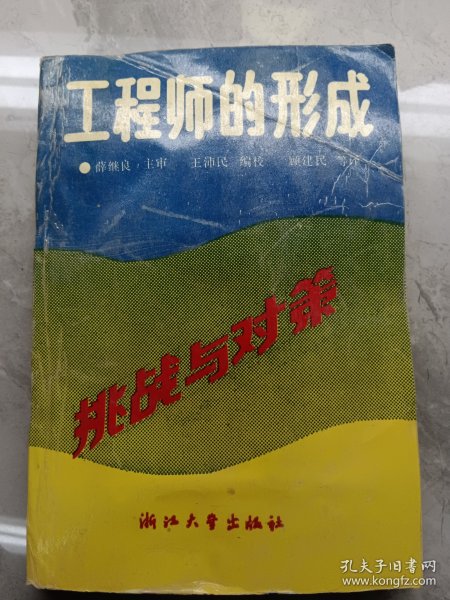 工程师的形成
●薛继良 主审 王沛民 编校 顾建民 等译
挑战与对策
浙江大学出版社
孔夫子旧书网
www.kongfz.com